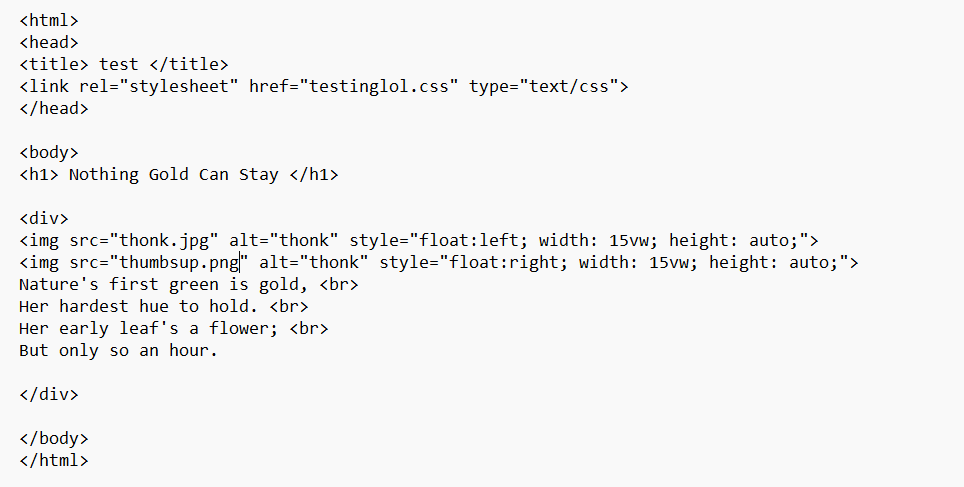 <html>
<head>
<title> test </title>
<link rel="stylesheet" href="testinglol.css" type="text/css">
</head>
<body>
<h1> Nothing Gold Can Stay </h1>
<div>
<img src="thonk.jpg" alt="thonk" style="float:left; width: 15vw; height: auto;">
<img src="thumbsup.png" alt="thonk" style="float:right; width: 15vw; height: auto;">
Nature's first green is gold, <br>
Her hardest hue to hold. <br>
Her early leaf's a flower; <br>
But only so an hour.
</div>
</body>
</html>